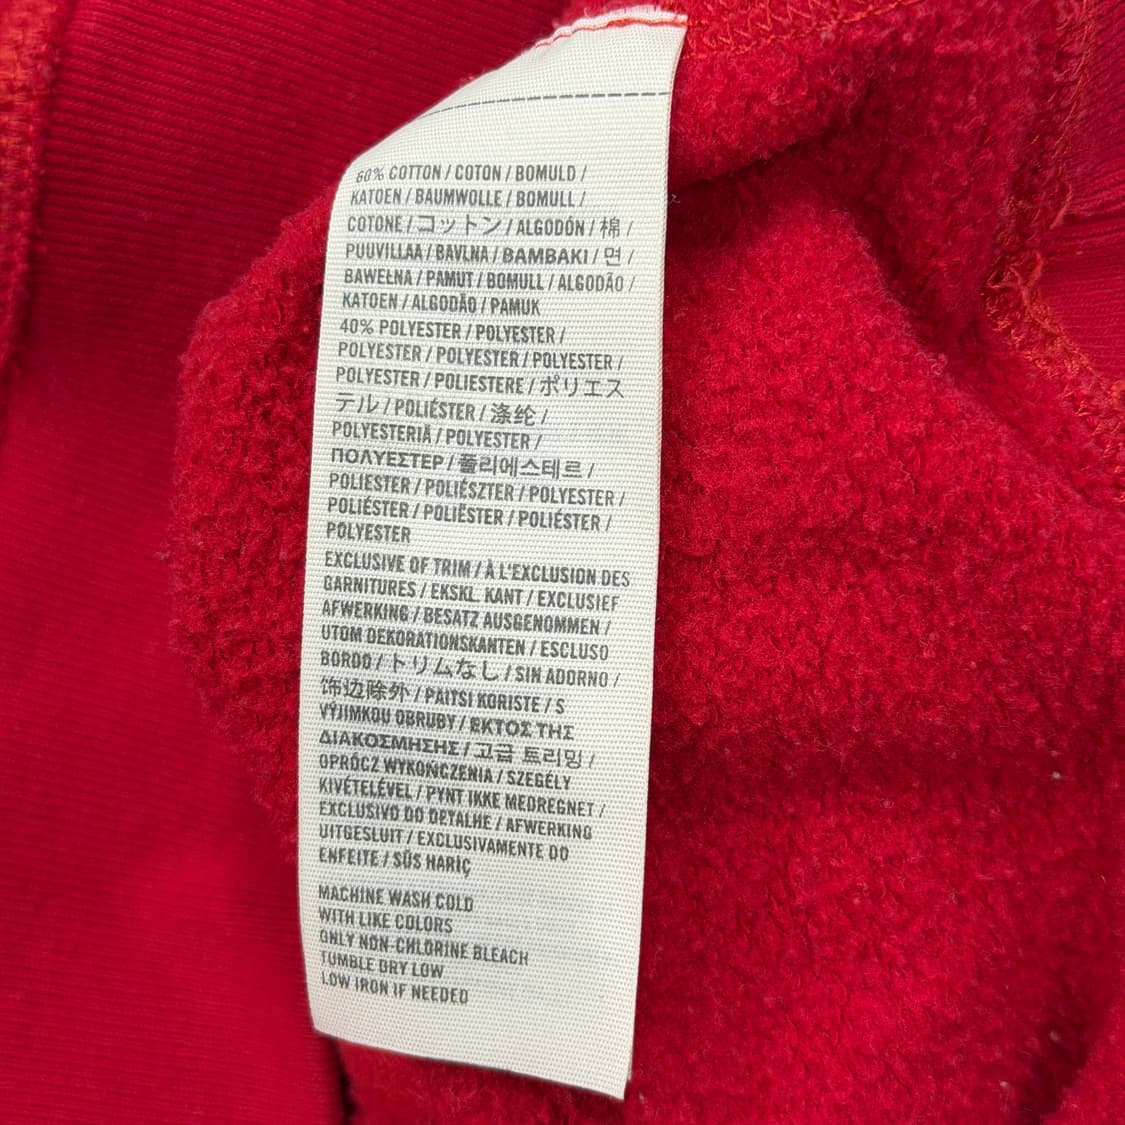 60% COTTON / COTON / BOMULD /
KATOEN / BAUMWOLLE / BOMULL /
COTONE / コットン / ALGODÓN / 棉 /
PUUVILLAA / BAVLNA / BAMBAKI / 면 /
BAWEŁNA / PAMUT / BOMULL / ALGODÃO /
KATOEN / ALGODÃO / PAMUK
40% POLYESTER / POLYESTER /
POLYESTER / POLYESTER / POLYESTER /
POLYESTER / POLIESTERE / ポリエス
テル / POLIÉSTER / 涤纶 /
POLYESTERIÄ / POLYESTER /
ΠΟΛΥΕΣΤΕΡ / 폴리에스테르 /
POLIESTER / POLIÉSZTER / POLYESTER /
POLIÉSTER / POLIËSTER / POLIÉSTER /
POLYESTER
EXCLUSIVE OF TRIM / À L'EXCLUSION DES
GARNITURES / EKSKL. KANT / EXCLUSIEF
AFWERKING / BESATZ AUSGENOMMEN /
UTOM DEKORATIONSKANTEN / ESCLUSO
BORDO / トリムなし / SIN ADORNO /
饰边除外 / PAITSI KORISTE / S
VÝJIMKOU OBRUBY / ΕΚΤΟΣ ΤΗΣ
ΔΙΑΚΟΣΜΗΣΗΣ / 고급 트리밍 /
OPRÓCZ WYKOŃCZENIA / SZEGÉLY
KIVÉTELÉVEL / PYNT IKKE MEDREGNET /
EXCLUSIVO DO DETALHE / AFWERKING
UITGESLUIT / EXCLUSIVAMENTE DO
ENFEITE / SÜS HARİÇ
MACHINE WASH COLD
WITH LIKE COLORS
ONLY NON-CHLORINE BLEACH
TUMBLE DRY LOW
LOW IRON IF NEEDED